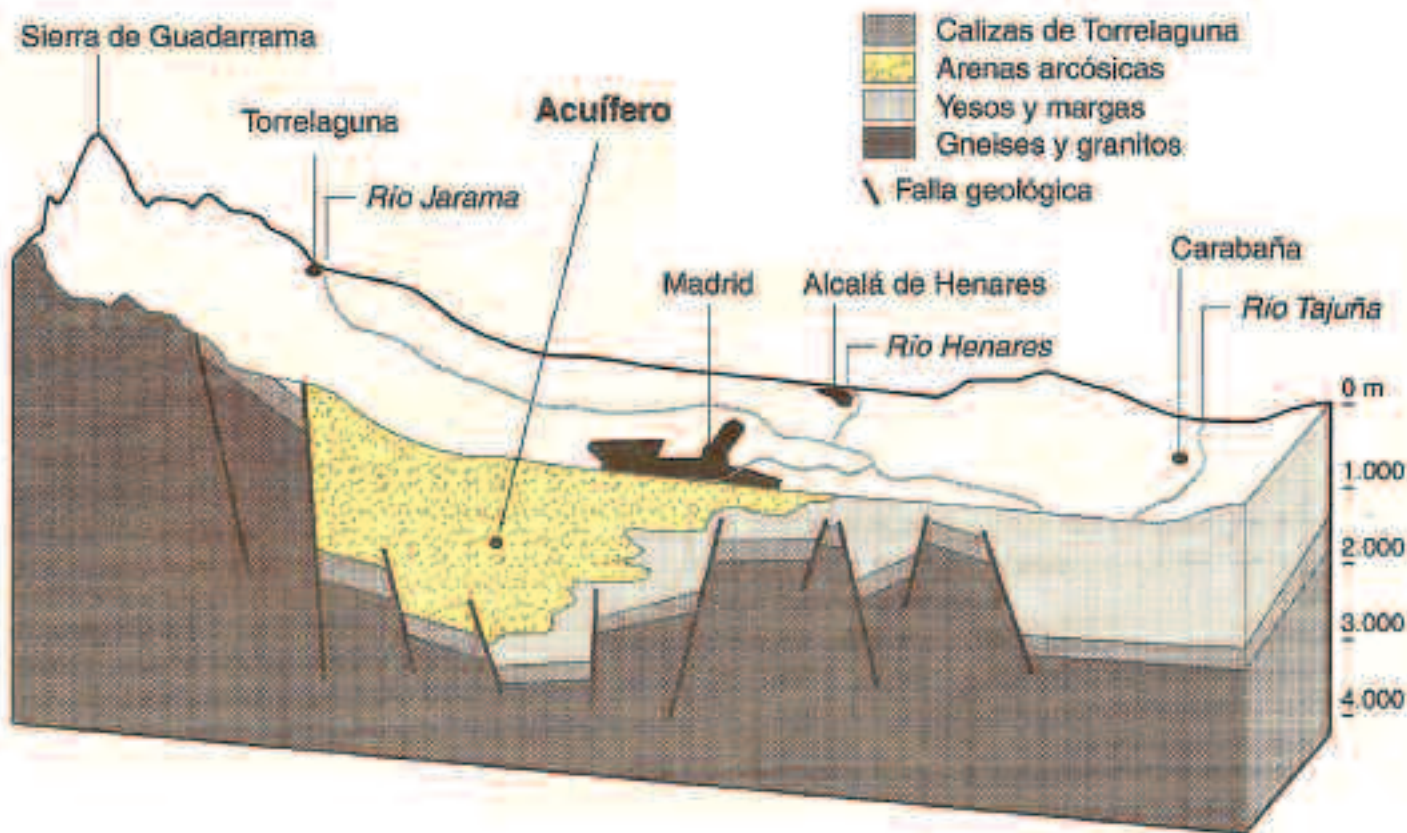 Sierra de Guadarrama
Torrelaguna
Acuífero
Calizas de Torrelaguna
Arenas arcósicas
Yesos y margas
Gneises y granitos
Falla geológica
Río Jarama
Madrid
Alcalá de Henares
Carabaña
Río Henares
Río Tajuña
0 m
1.000
2.000
3.000
4.000